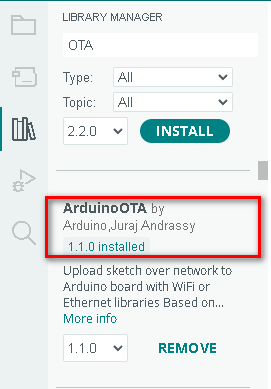 LIBRARY MANAGER
OTA
Type: All
Topic: All
2.2.0 INSTALL
ArduinoOTA by
Arduino,Juraj Andrassy
1.1.0 installed
Upload sketch over network to
Arduino board with WiFi or
Ethernet libraries Based on...
More info
1.1.0 REMOVE